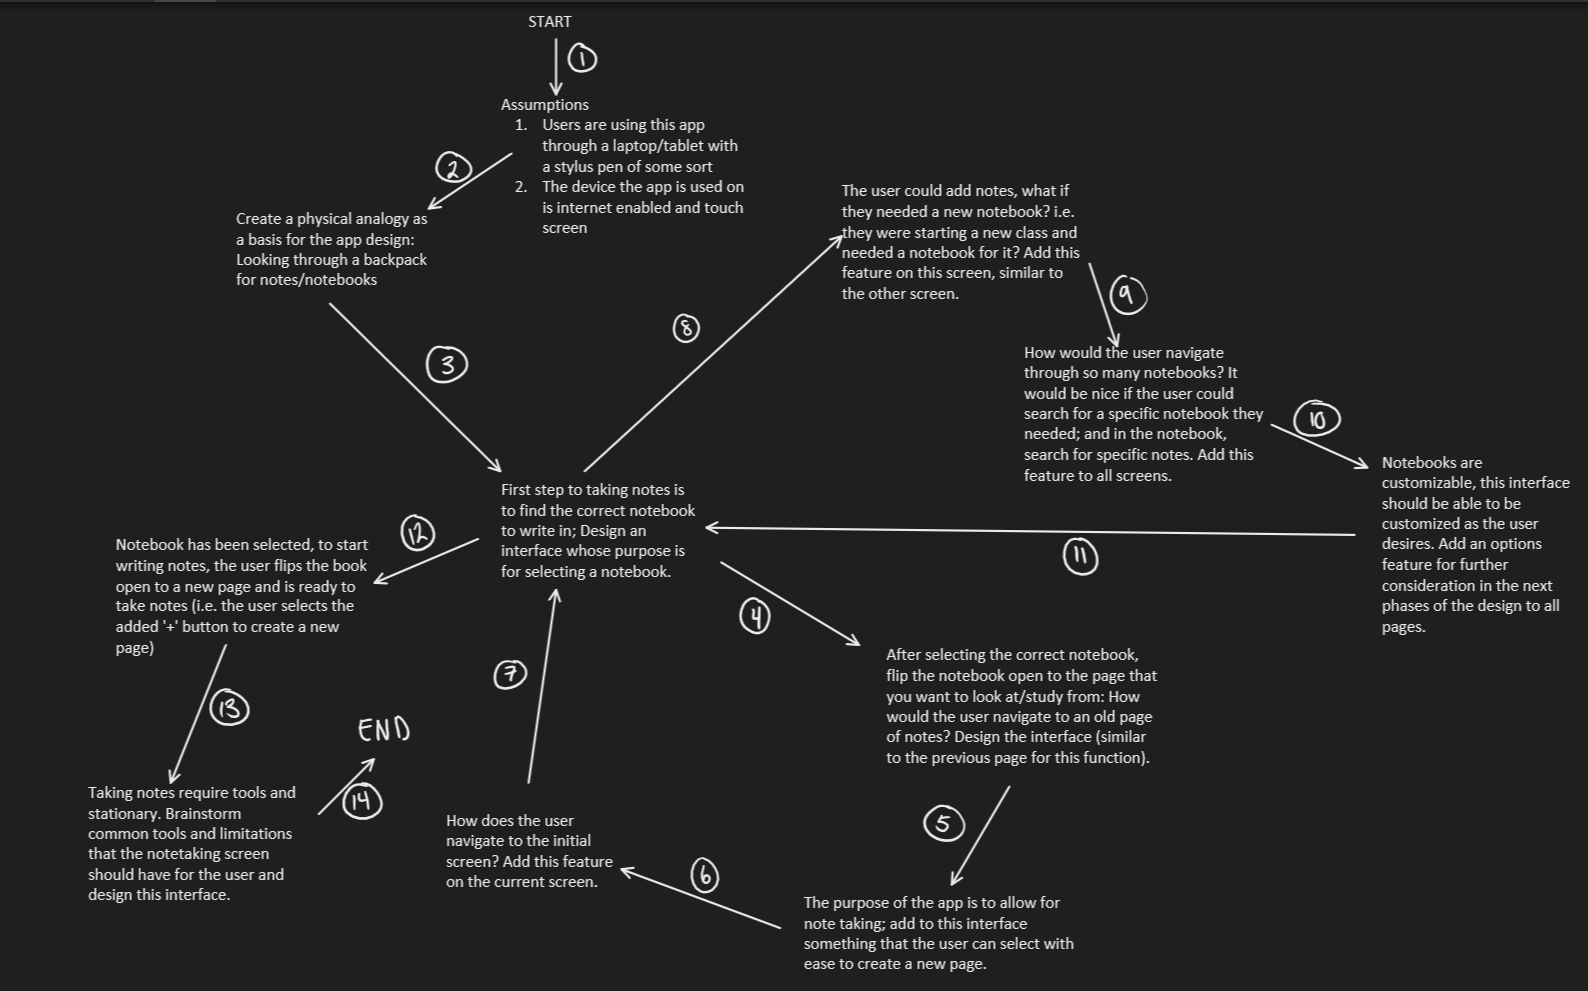 START
1
Assumptions
1. Users are using this app
through a laptop/tablet with
a stylus pen of some sort
2. The device the app is used on
is internet enabled and touch
screen
2
Create a physical analogy as
a basis for the app design:
Looking through a backpack
for notes/notebooks
3
First step to taking notes is
to find the correct notebook
to write in; Design an
interface whose purpose is
for selecting a notebook.
4
After selecting the correct notebook,
flip the notebook open to the page that
you want to look at/study from: How
would the user navigate to an old page
of notes? Design the interface (similar
to the previous page for this function).
5
The purpose of the app is to allow for
note taking; add to this interface
something that the user can select with
ease to create a new page.
6
How does the user
navigate to the initial
screen? Add this feature
on the current screen.
7
8
The user could add notes, what if
they needed a new notebook? i.e.
they were starting a new class and
needed a notebook for it? Add this
feature on this screen, similar to
the other screen.
9
How would the user navigate
through so many notebooks? It
would be nice if the user could
search for a specific notebook they
needed; and in the notebook,
search for specific notes. Add this
feature to all screens.
10
Notebooks are
customizable, this interface
should be able to be
customized as the user
desires. Add an options
feature for further
consideration in the next
phases of the design to all
pages.
11
12
Notebook has been selected, to start
writing notes, the user flips the book
open to a new page and is ready to
take notes (i.e. the user selects the
added '+' button to create a new
page)
13
Taking notes require tools and
stationary. Brainstorm
common tools and limitations
that the notetaking screen
should have for the user and
design this interface.
14
END